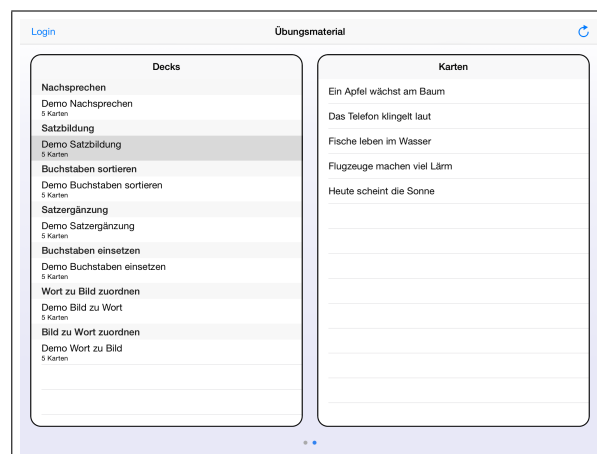 Login
Übungsmaterial
Decks
Nachsprechen
Demo Nachsprechen
5 Karten
Satzbildung
Demo Satzbildung
5 Karten
Buchstaben sortieren
Demo Buchstaben sortieren
5 Karten
Satzergänzung
Demo Satzergänzung
5 Karten
Buchstaben einsetzen
Demo Buchstaben einsetzen
5 Karten
Wort zu Bild zuordnen
Demo Bild zu Wort
5 Karten
Bild zu Wort zuordnen
Demo Wort zu Bild
5 Karten
Karten
Ein Apfel wächst am Baum
Das Telefon klingelt laut
Fische leben im Wasser
Flugzeuge machen viel Lärm
Heute scheint die Sonne